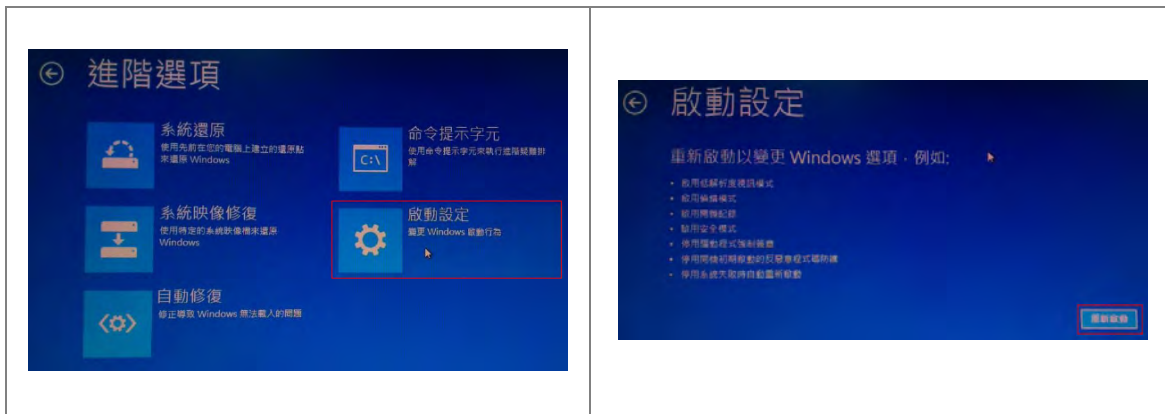 進階選項
系統還原
使用先前在您的電腦上建立的還原點
來還原 Windows
命令提示字元
使用命令提示字元來執行進階疑難排
解
系統映像修復
使用特定的系統映像檔來還原
Windows
啟動設定
變更 Windows 啟動行為
自動修復
修正導致 Windows 無法載入的問題
啟動設定
重新啟動以變更 Windows 選項，例如:
• 啟用低解析度視訊模式
• 啟用偵錯模式
• 啟用開機記錄
• 啟用安全模式
• 停用驅動程式強制簽章
• 停用開機初期啟動的反惡意程式碼防護
• 停用系統失敗時自動重新啟動
重新啟動